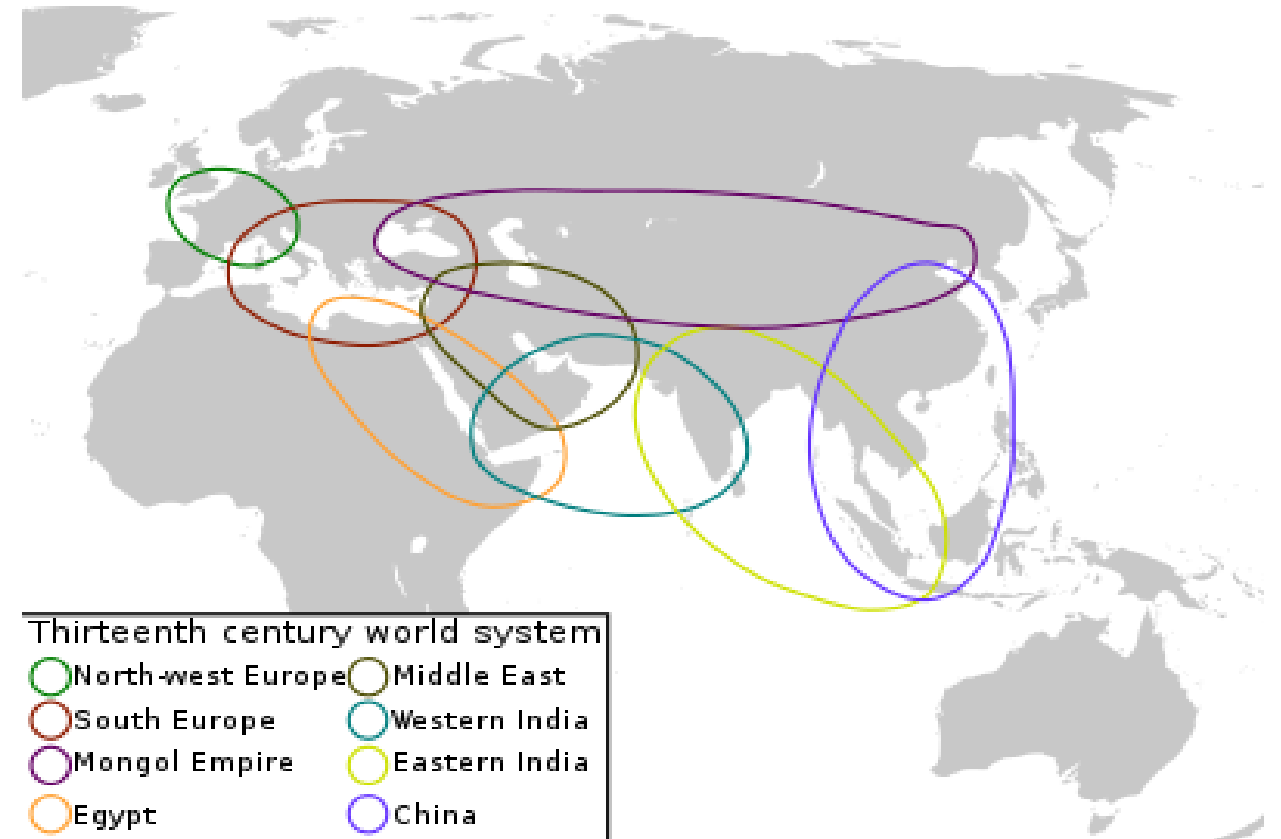 Thirteenth century world system
North-west Europe
Middle East
South Europe
Western India
Mongol Empire
Eastern India
Egypt
China